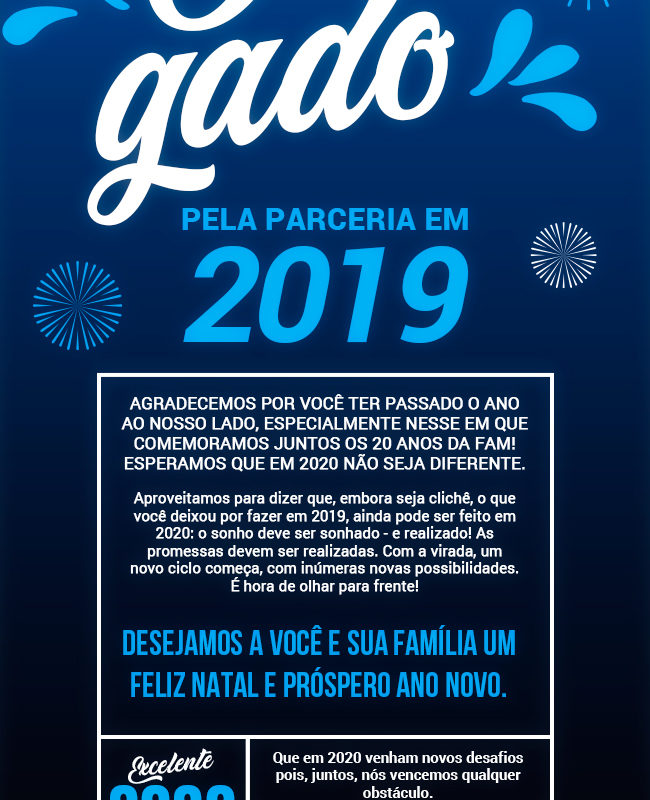 gado
PELA PARCERIA EM
2019
AGRADECEMOS POR VOCÊ TER PASSADO O ANO
AO NOSSO LADO, ESPECIALMENTE NESSE EM QUE
COMEMORAMOS JUNTOS OS 20 ANOS DA FAM!
ESPERAMOS QUE EM 2020 NÃO SEJA DIFERENTE.
Aproveitamos para dizer que, embora seja clichê, o que
você deixou por fazer em 2019, ainda pode ser feito em
2020: o sonho deve ser sonhado - e realizado! As
promessas devem ser realizadas. Com a virada, um
novo ciclo começa, com inúmeras novas possibilidades.
É hora de olhar para frente!
DESEJAMOS A VOCÊ E SUA FAMÍLIA UM
FELIZ NATAL E PRÓSPERO ANO NOVO.
Excelente
Que em 2020 venham novos desafios
pois, juntos, nós vencemos qualquer
obstáculo.